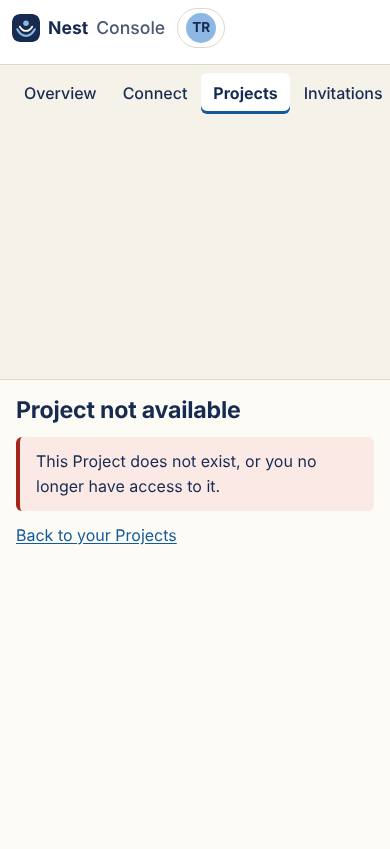 Nest Console TR
Overview Connect Projects Invitations
Project not available
This Project does not exist, or you no
longer have access to it.
Back to your Projects